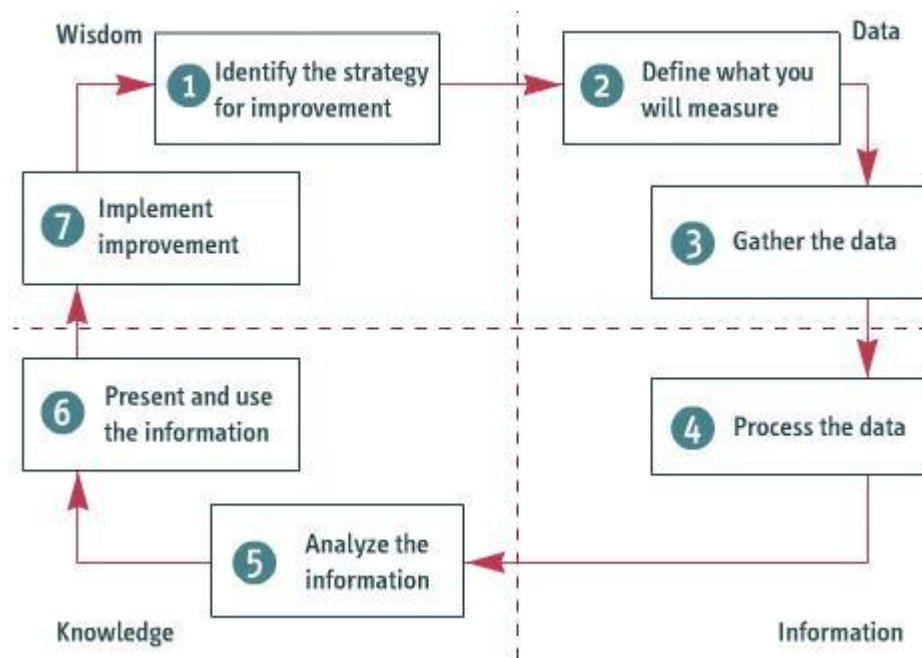 Wisdom
Data
1 Identify the strategy
for improvement
2 Define what you
will measure
3 Gather the data
4 Process the data
5 Analyze the
information
6 Present and use
the information
7 Implement
improvement
Knowledge
Information